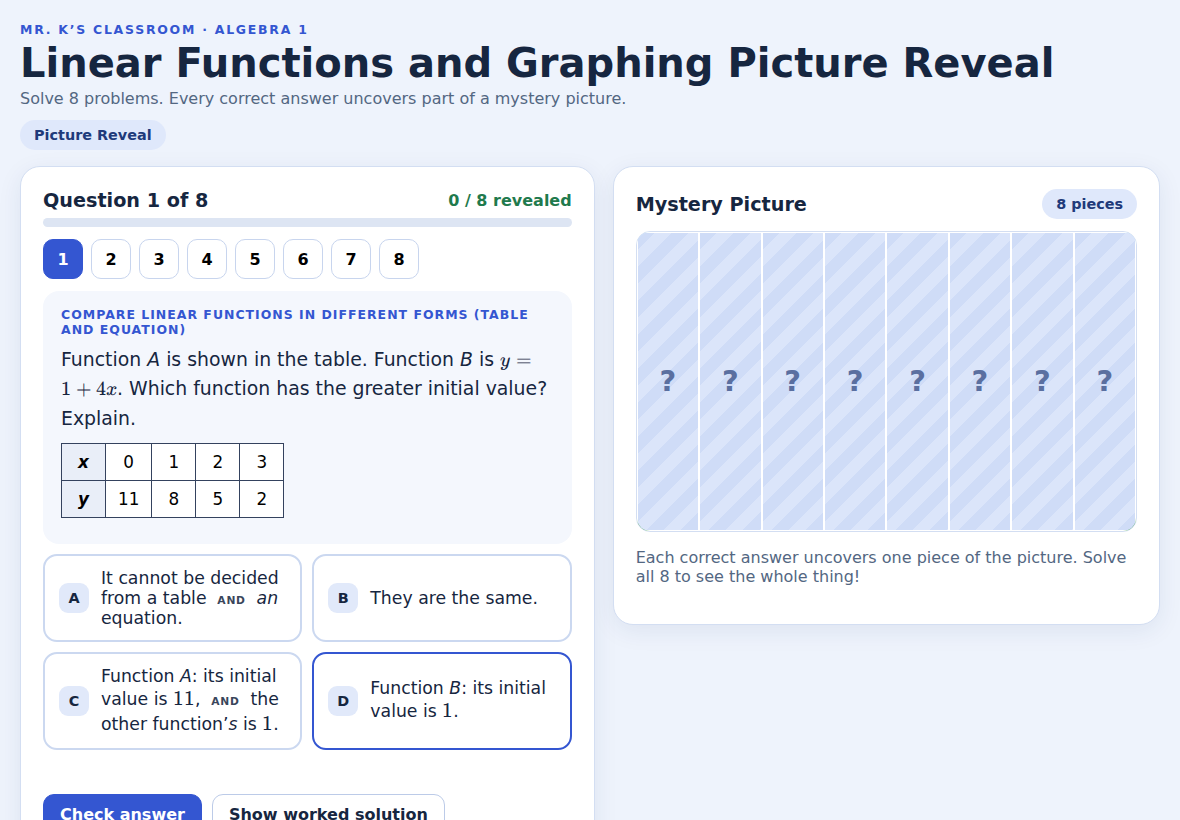 MR. K'S CLASSROOM · ALGEBRA 1
Linear Functions and Graphing Picture Reveal
Solve 8 problems. Every correct answer uncovers part of a mystery picture.
Picture Reveal
Question 1 of 8
0 / 8 revealed
1 2 3 4 5 6 7 8
COMPARE LINEAR FUNCTIONS IN DIFFERENT FORMS (TABLE
AND EQUATION)
Function A is shown in the table. Function B is y =
1 + 4x. Which function has the greater initial value?
Explain.
x 0 1 2 3
y 11 8 5 2
A
It cannot be decided
from a table AND an
equation.
B
They are the same.
C
Function A: its initial
value is 11, AND the
other function’s is 1.
D
Function B: its initial
value is 1.
Check answer
Show worked solution
Mystery Picture
8 pieces
? ? ? ? ? ? ? ?
Each correct answer uncovers one piece of the picture. Solve
all 8 to see the whole thing!